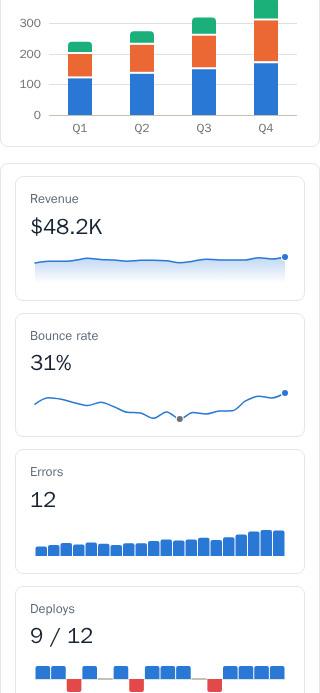 300
200
100
0
Q1 Q2 Q3 Q4
Revenue
$48.2K
Bounce rate
31%
Errors
12
Deploys
9 / 12